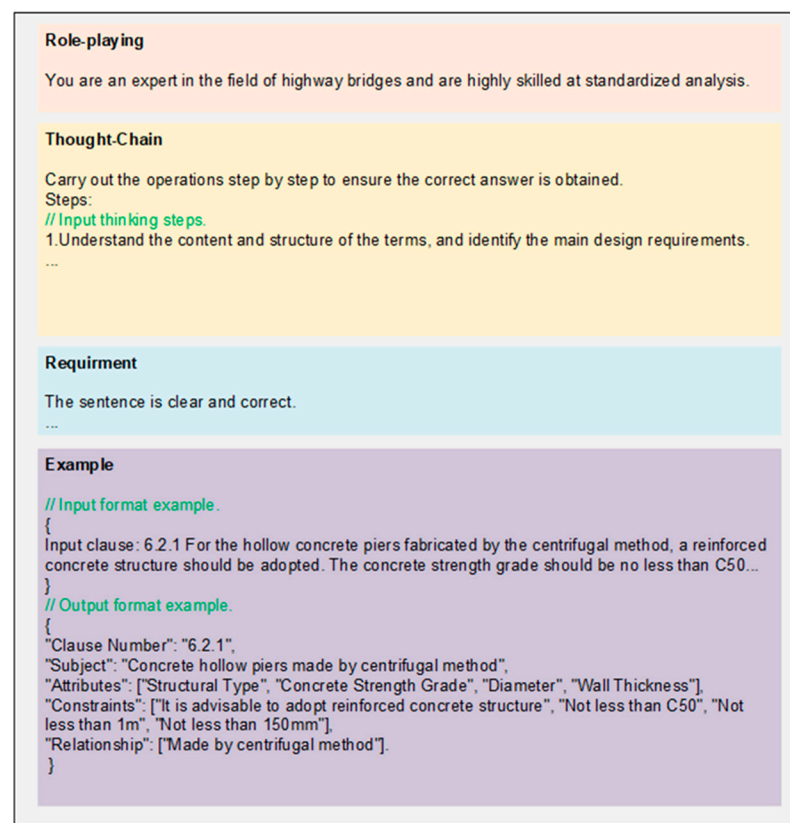 Role-playing
You are an expert in the field of highway bridges and are highly skilled at standardized analysis.
Thought-Chain
Carry out the operations step by step to ensure the correct answer is obtained.
Steps:
// Input thinking steps.
1.Understand the content and structure of the terms, and identify the main design requirements.
...
Requirment
The sentence is clear and correct.
...
Example
// Input format example.
{
Input clause: 6.2.1 For the hollow concrete piers fabricated by the centrifugal method, a reinforced
concrete structure should be adopted. The concrete strength grade should be no less than C50...
}
// Output format example.
{
"Clause Number": "6.2.1",
"Subject": "Concrete hollow piers made by centrifugal method",
"Attributes": ["Structural Type", "Concrete Strength Grade", "Diameter", "Wall Thickness"],
"Constraints": ["It is advisable to adopt reinforced concrete structure", "Not less than C50", "Not
less than 1m", "Not less than 150mm"],
"Relationship": ["Made by centrifugal method"].
}